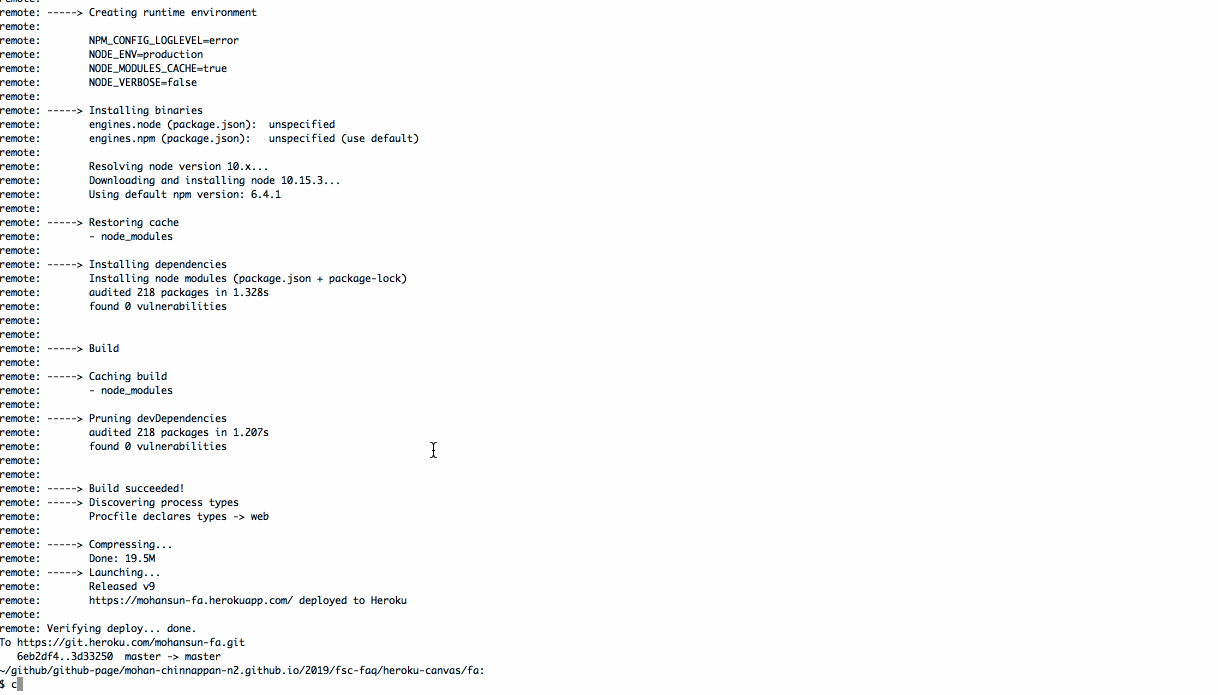 remote:
remote: -----> Creating runtime environment
remote:
remote:        NPM_CONFIG_LOGLEVEL=error
remote:        NODE_ENV=production
remote:        NODE_MODULES_CACHE=true
remote:        NODE_VERBOSE=false
remote:
remote: -----> Installing binaries
remote:        engines.node (package.json):  unspecified
remote:        engines.npm (package.json):   unspecified (use default)
remote:
remote:        Resolving node version 10.x...
remote:        Downloading and installing node 10.15.3...
remote:        Using default npm version: 6.4.1
remote:
remote: -----> Restoring cache
remote:        - node_modules
remote:
remote: -----> Installing dependencies
remote:        Installing node modules (package.json + package-lock)
remote:        audited 218 packages in 1.328s
remote:        found 0 vulnerabilities
remote:
remote:
remote: -----> Build
remote:
remote: -----> Caching build
remote:        - node_modules
remote:
remote: -----> Pruning devDependencies
remote:        audited 218 packages in 1.207s
remote:        found 0 vulnerabilities
remote:
remote:
remote: -----> Build succeeded!
remote: -----> Discovering process types
remote:        Procfile declares types -> web
remote:
remote: -----> Compressing...
remote:        Done: 19.5M
remote: -----> Launching...
remote:        Released v9
remote:        https://mohansun-fa.herokuapp.com/ deployed to Heroku
remote:
remote: Verifying deploy... done.
To https://git.heroku.com/mohansun-fa.git
   6eb2df4..3d33250  master -> master
~/github/github-page/mohan-chinnappan-n2.github.io/2019/fsc-faq/heroku-canvas/fa:
$ c